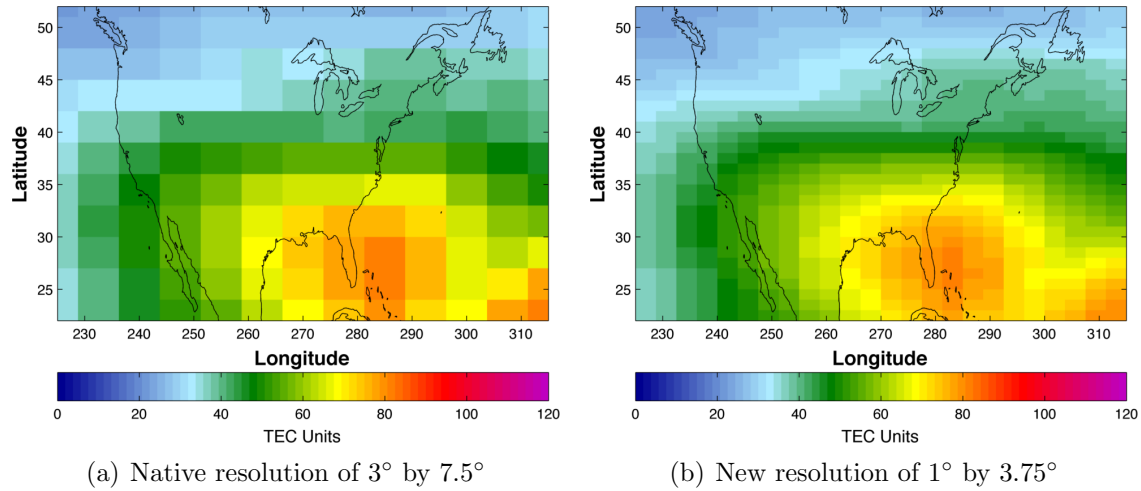 50
45
40
35
30
25
Latitude
230 240 250 260 270 280 290 300 310
Longitude
0 20 40 60 80 100 120
TEC Units
(a) Native resolution of 3° by 7.5°
50
45
40
35
30
25
Latitude
230 240 250 260 270 280 290 300 310
Longitude
0 20 40 60 80 100 120
TEC Units
(b) New resolution of 1° by 3.75°